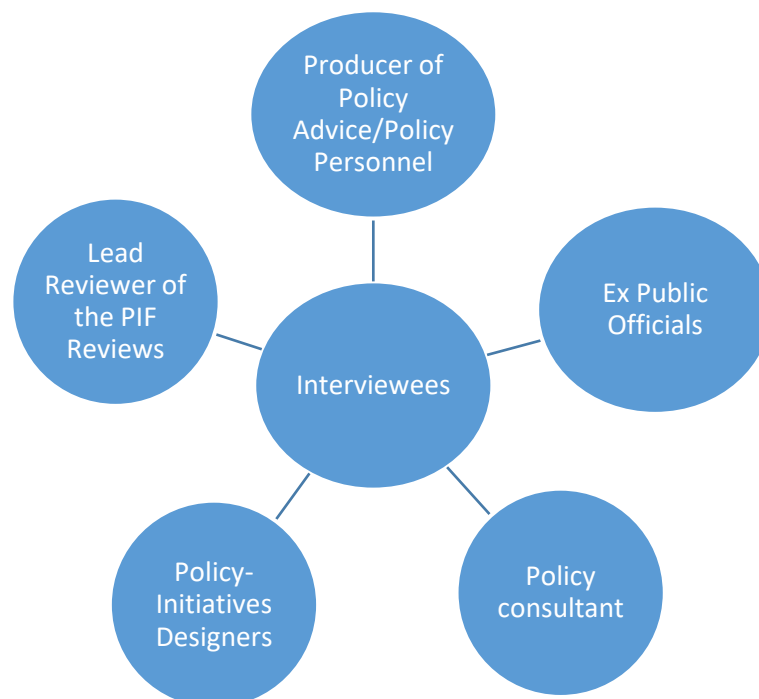 Producer of
Policy
Advice/Policy
Personnel
Lead
Reviewer of
the PIF
Reviews
Ex Public
Officials
Interviewees
Policy-
Initiatives
Designers
Policy
consultant